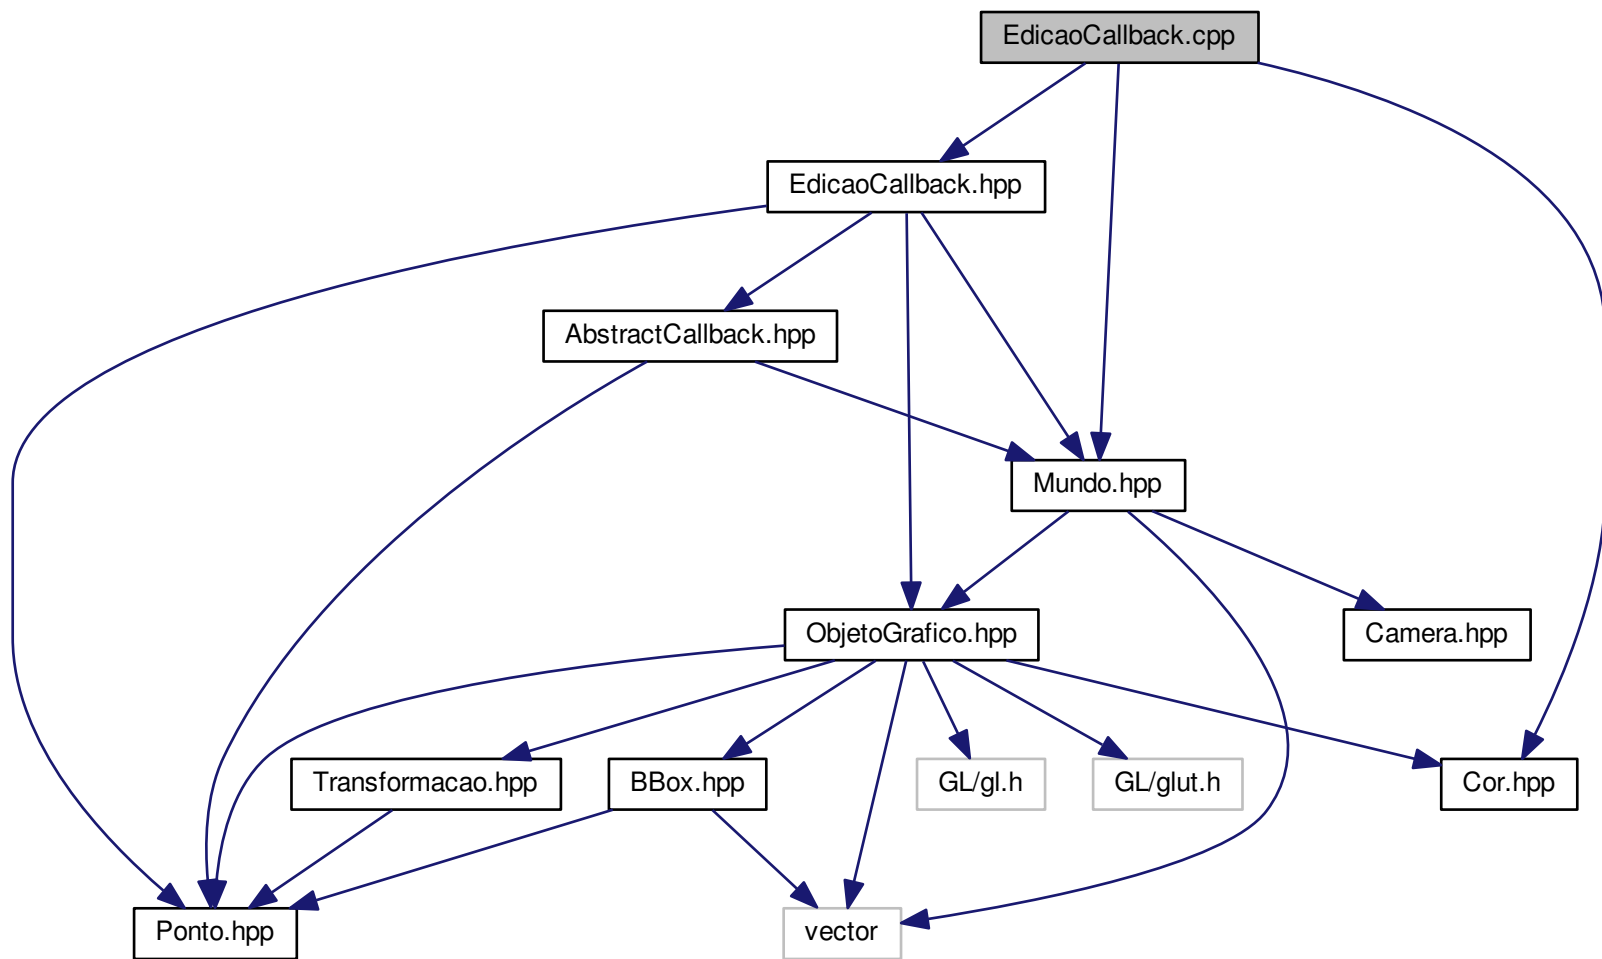 EdicaoCallback.cpp
EdicaoCallback.hpp
AbstractCallback.hpp
Mundo.hpp
ObjetoGrafico.hpp
Camera.hpp
Transformacao.hpp
BBox.hpp
GL/gl.h
GL/glut.h
Cor.hpp
Ponto.hpp
vector